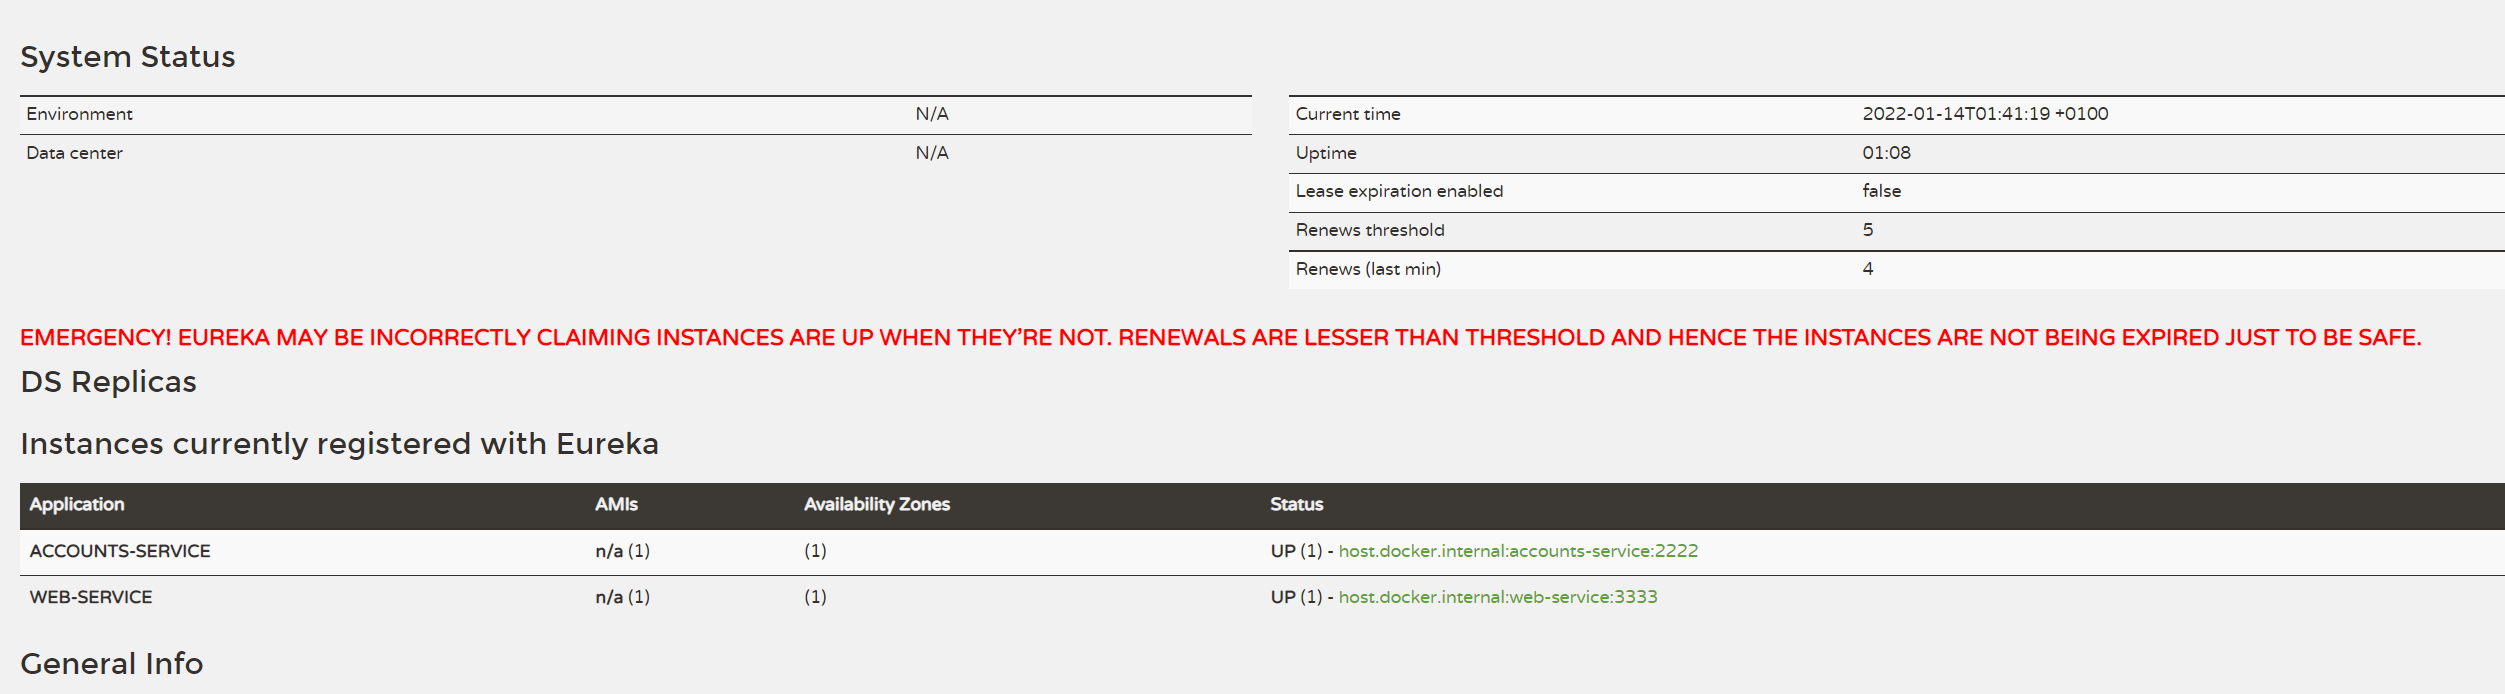 System Status
Environment N/A
Data center N/A
Current time 2022-01-14T01:41:19 +0100
Uptime 01:08
Lease expiration enabled false
Renews threshold 5
Renews (last min) 4
EMERGENCY! EUREKA MAY BE INCORRECTLY CLAIMING INSTANCES ARE UP WHEN THEY'RE NOT. RENEWALS ARE LESSER THAN THRESHOLD AND HENCE THE INSTANCES ARE NOT BEING EXPIRED JUST TO BE SAFE.
DS Replicas
Instances currently registered with Eureka
Application AMIs Availability Zones Status
ACCOUNTS-SERVICE n/a (1) (1) UP (1) - host.docker.internal:accounts-service:2222
WEB-SERVICE n/a (1) (1) UP (1) - host.docker.internal:web-service:3333
General Info